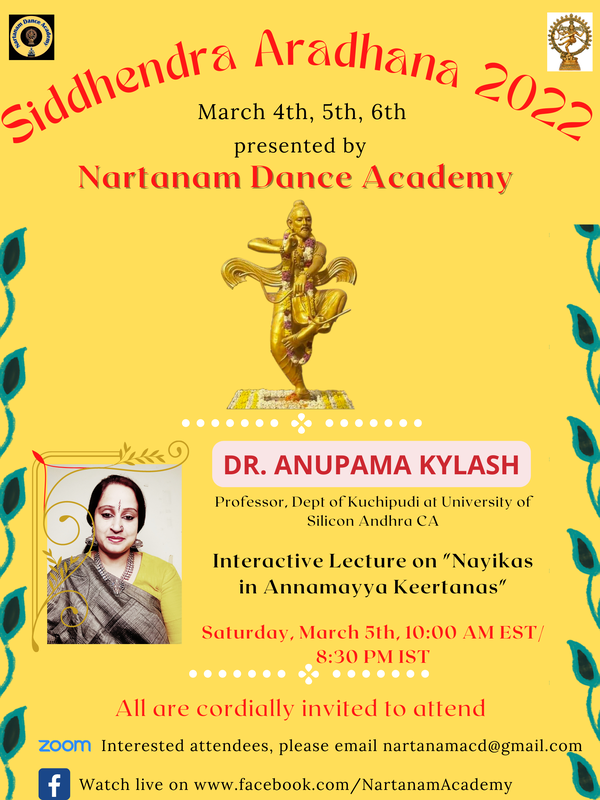 Nartanam Dance Academy
Siddhendra Aradhana 2022
March 4th, 5th, 6th
presented by
Nartanam Dance Academy
DR. ANUPAMA KYLASH
Professor, Dept of Kuchipudi at University of
Silicon Andhra CA
Interactive Lecture on "Nayikas
in Annamayya Keertanas"
Saturday, March 5th, 10:00 AM EST/
8:30 PM IST
All are cordially invited to attend
zoom Interested attendees, please email nartanamacd@gmail.com
f Watch live on www.facebook.com/NartanamAcademy